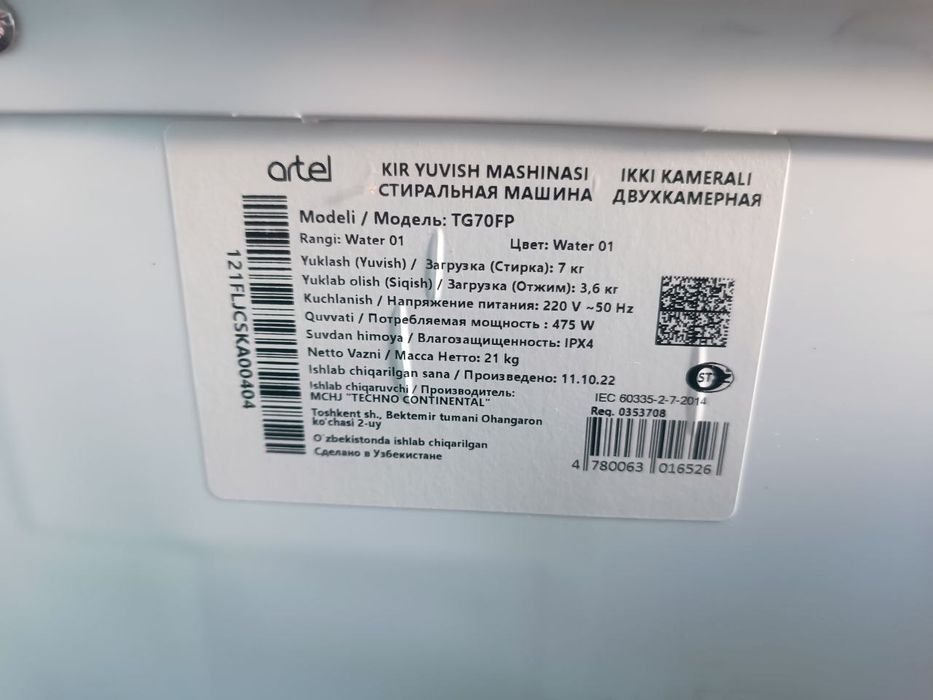 artel
KIR YUVISH MASHINASI IKKI KAMERALI
СТИРАЛЬНАЯ МАШИНА ДВУХКАМЕРНАЯ
Modeli / Модель: TG70FP
Rangi: Water 01 Цвет: Water 01
Yuklash (Yuvish) / Загрузка (Стирка): 7 кг
Yuklab olish (Siqish) / Загрузка (Отжим): 3,6 кг
Kuchlanish / Напряжение питания: 220 V ~50 Hz
Quvvati / Потребляемая мощность : 475 W
Suvdan himoya / Влагозащищенность: IPX4
Netto Vazni / Масса Нетто: 21 kg
Ishlab chiqarilgan sana / Произведено: 11.10.22
Ishlab chiqaruvchi / Производитель:
MCHJ "TECHNO CONTINENTAL"
Toshkent sh., Bektemir tumani Ohangaron
ko'chasi 2-uy
O'zbekistonda ishlab chiqarilgan
Сделано в Узбекистане
121FLJCSKA00404
ST
IEC 60335-2-7-2014
Reg. 0353708
4 780063 016526